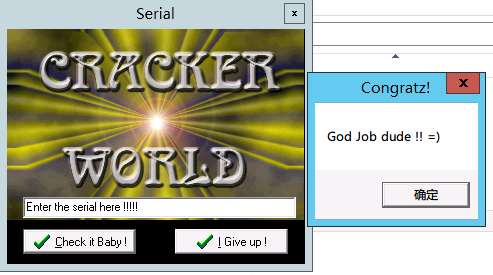 Serial
x
CRACKER
WORLD
Enter the serial here !!!!!
Check it Baby !
I Give up !
Congratz!
x
God Job dude !! =)
确定